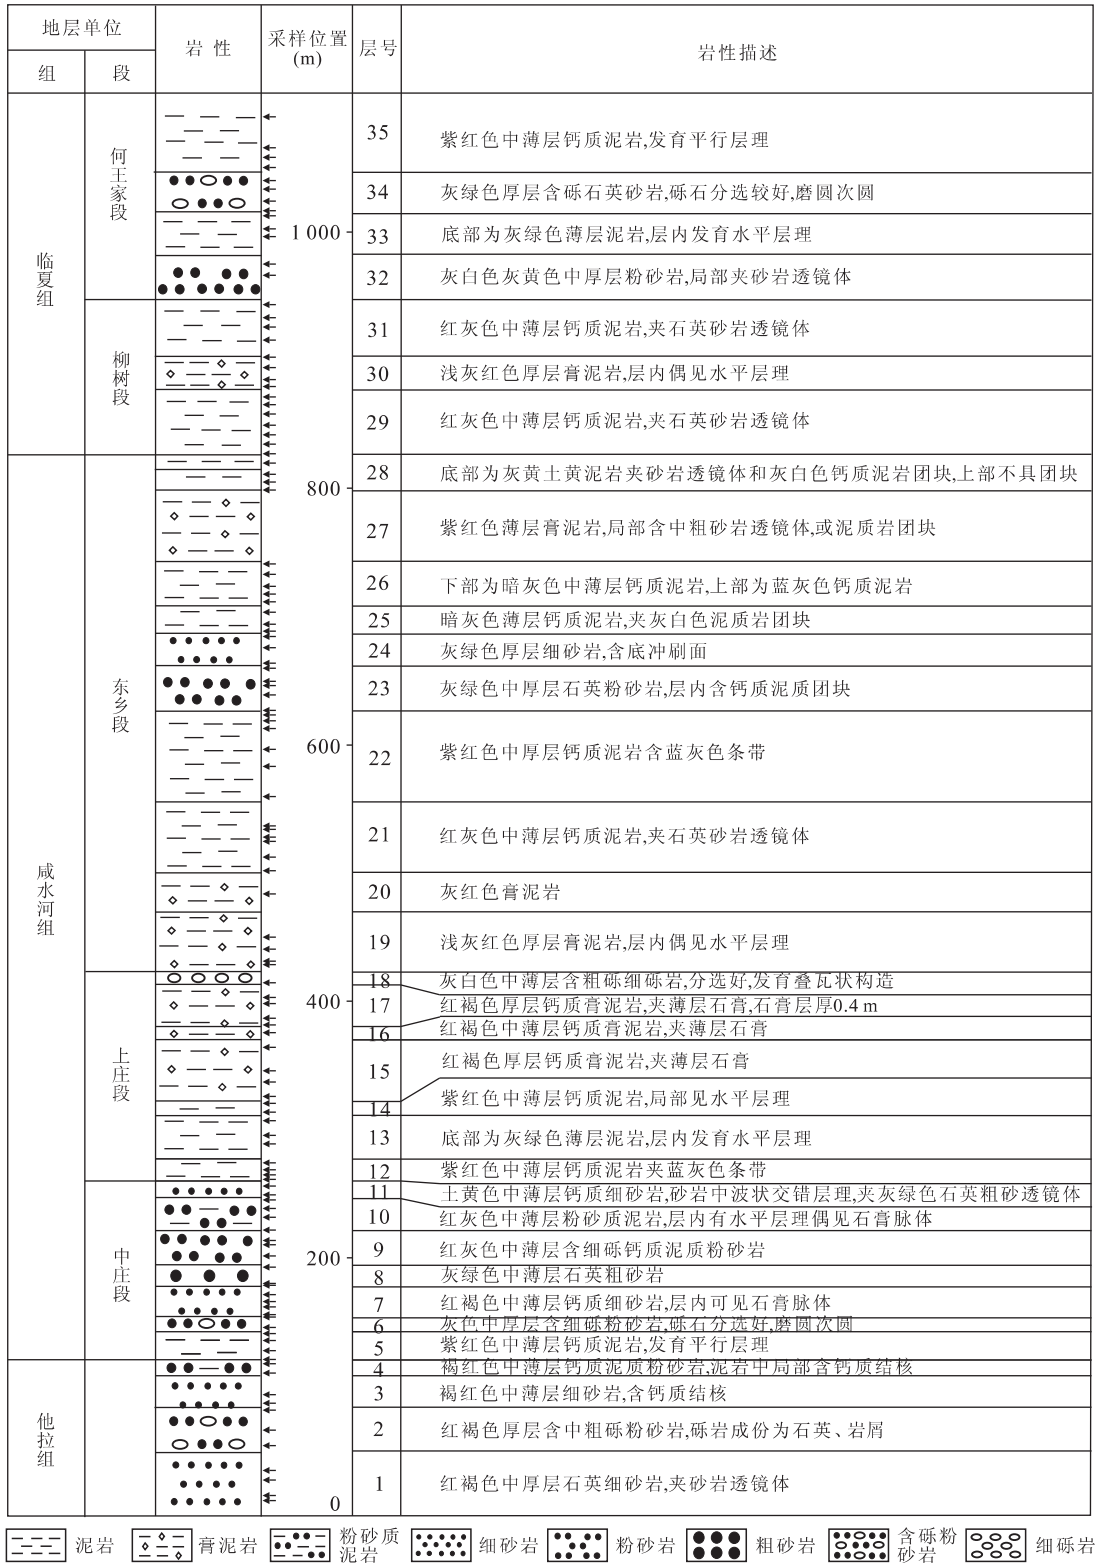 地层单位
岩 性
采样位置
(m)
层号
岩性描述
组
段
临夏组
何王家段
柳树段
咸水河组
东乡段
上庄段
中庄段
他拉组
1 000
800
600
400
200
0
35 紫红色中薄层钙质泥岩,发育平行层理
34 灰绿色厚层含砾石英砂岩,砾石分选较好,磨圆次圆
33 底部为灰绿色薄层泥岩,层内发育水平层理
32 灰白色灰黄色中厚层粉砂岩,局部夹砂岩透镜体
31 红灰色中薄层钙质泥岩,夹石英砂岩透镜体
30 浅灰红色厚层膏泥岩,层内偶见水平层理
29 红灰色中薄层钙质泥岩,夹石英砂岩透镜体
28 底部为灰黄土黄泥岩夹砂岩透镜体和灰白色钙质泥岩团块,上部不具团块
27 紫红色薄层膏泥岩,局部含中粗砂岩透镜体,或泥质岩团块
26 下部为暗灰色中薄层钙质泥岩,上部为蓝灰色钙质泥岩
25 暗灰色薄层钙质泥岩,夹灰白色泥质岩团块
24 灰绿色厚层细砂岩,含底冲刷面
23 灰绿色中厚层石英粉砂岩,层内含钙质泥质团块
22 紫红色中厚层钙质泥岩含蓝灰色条带
21 红灰色中薄层钙质泥岩,夹石英砂岩透镜体
20 灰红色膏泥岩
19 浅灰红色厚层膏泥岩,层内偶见水平层理
18 灰白色中薄层含粗砾细砾岩,分选好,发育叠瓦状构造
17 红褐色厚层钙质膏泥岩,夹薄层石膏,石膏层厚0.4 m
16 红褐色中薄层钙质膏泥岩,夹薄层石膏
15 红褐色厚层钙质膏泥岩,夹薄层石膏
14 紫红色中薄层钙质泥岩,局部见水平层理
13 底部为灰绿色薄层泥岩,层内发育水平层理
12 紫红色中薄层钙质泥岩夹蓝灰色条带
11 土黄色中薄层钙质细砂岩,砂岩中波状交错层理,夹灰绿色石英粗砂透镜体
10 红灰色中薄层粉砂质泥岩,层内有水平层理偶见石膏脉体
9 红灰色中薄层含细砾钙质泥质粉砂岩
8 灰绿色中薄层石英粗砂岩
7 红褐色中薄层钙质细砂岩,层内可见石膏脉体
6 灰色中厚层含细砾粉砂岩,砾石分选好,磨圆次圆
5 紫红色中薄层钙质泥岩,发育平行层理
4 褐红色中薄层钙质泥质粉砂岩,泥岩中局部含钙质结核
3 褐红色中薄层细砂岩,含钙质结核
2 红褐色厚层含中粗砾粉砂岩,砾岩成份为石英、岩屑
1 红褐色中厚层石英细砂岩,夹砂岩透镜体
泥岩
膏泥岩
粉砂质
泥岩
细砂岩
粉砂岩
粗砂岩
含砾粉
砂岩
细砾岩